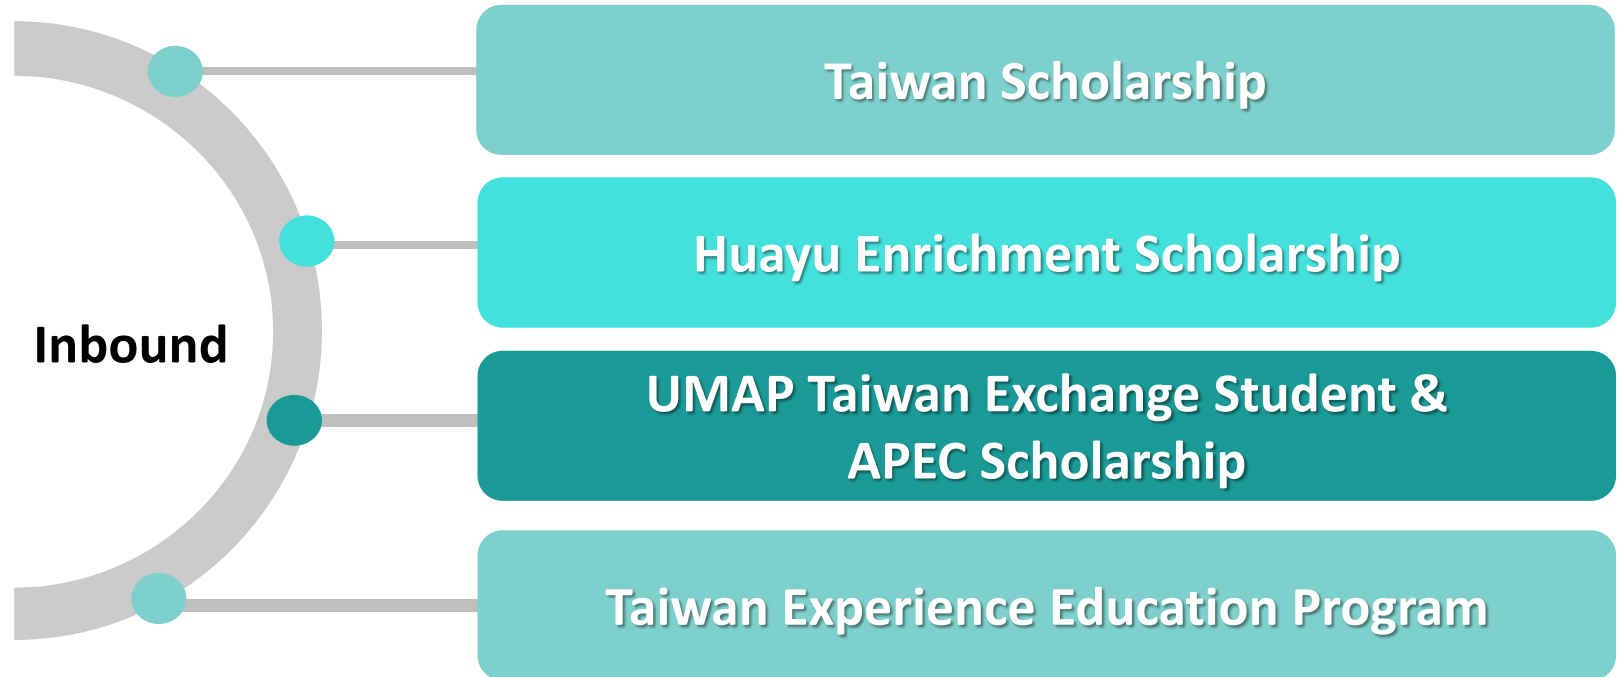 Taiwan Scholarship
Huayu Enrichment Scholarship
Inbound
UMAP Taiwan Exchange Student &
APEC Scholarship
Taiwan Experience Education Program